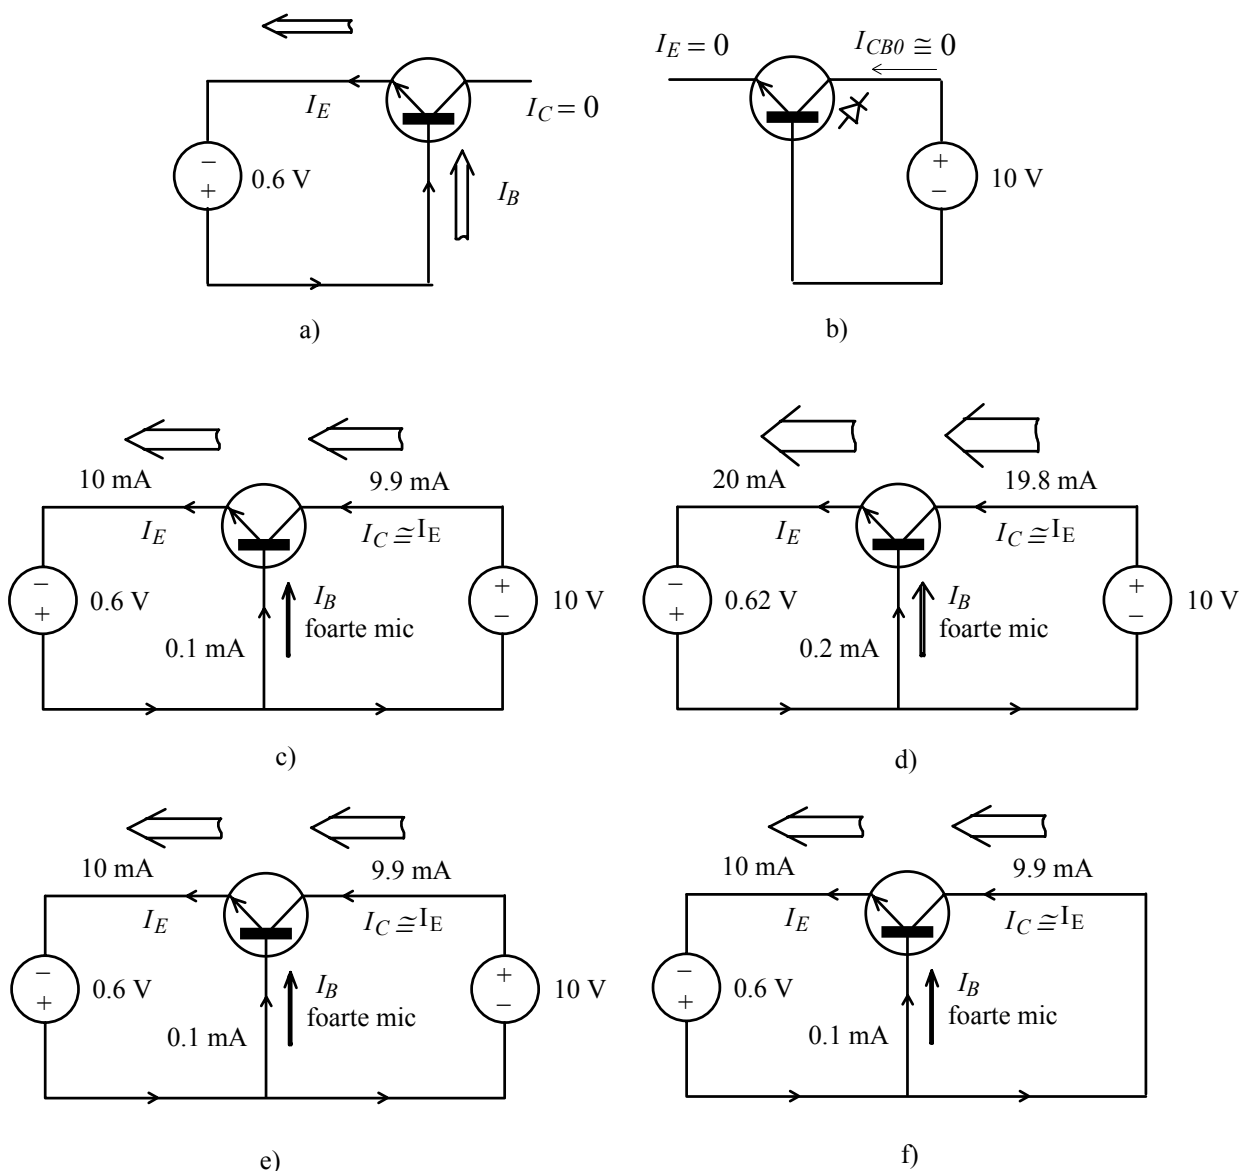 I_E = 0
I_CB0 ≅ 0
I_E
I_C = 0
−
+
0.6 V
I_B
+
−
10 V
a)
b)
10 mA
9.9 mA
I_E
I_C ≅ I_E
−
+
0.6 V
I_B
foarte mic
0.1 mA
+
−
10 V
20 mA
19.8 mA
I_E
I_C ≅ I_E
−
+
0.62 V
I_B
foarte mic
0.2 mA
+
−
10 V
c)
d)
10 mA
9.9 mA
I_E
I_C ≅ I_E
−
+
0.6 V
I_B
foarte mic
0.1 mA
+
−
10 V
10 mA
9.9 mA
I_E
I_C ≅ I_E
−
+
0.6 V
I_B
foarte mic
0.1 mA
e)
f)